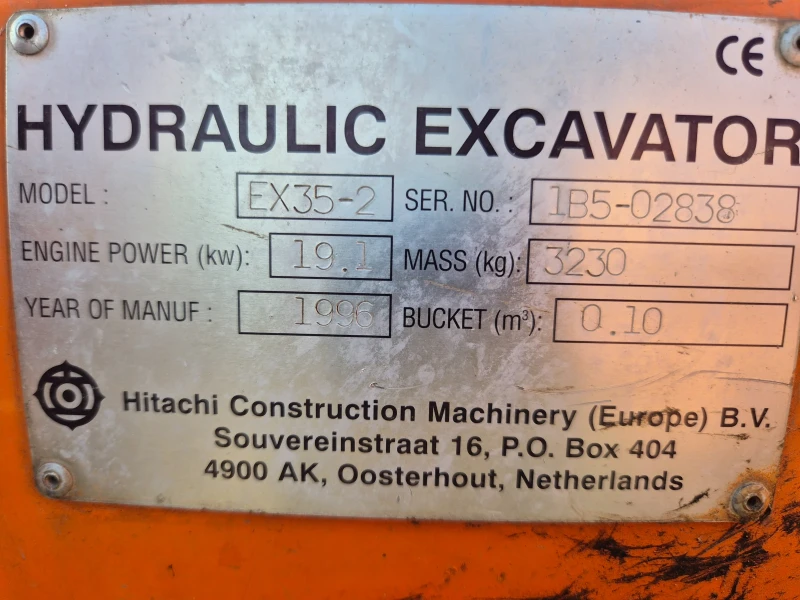 CE
HYDRAULIC EXCAVATOR
MODEL : EX35-2 SER. NO. : 1B5-02838
ENGINE POWER (kw): 19.1 MASS (kg): 3230
YEAR OF MANUF : 1996 BUCKET (m³): 0.10
Hitachi Construction Machinery (Europe) B.V.
Souvereinstraat 16, P.O. Box 404
4900 AK, Oosterhout, Netherlands